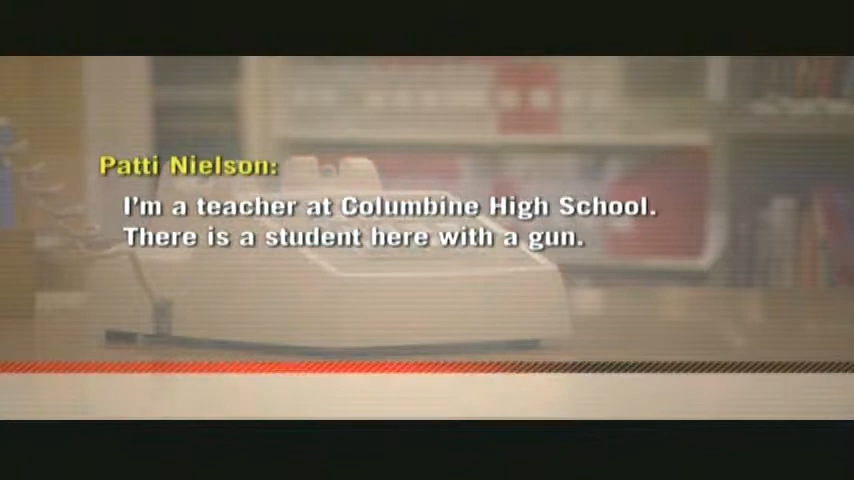 Patti Nielson:
I'm a teacher at Columbine High School.
There is a student here with a gun.